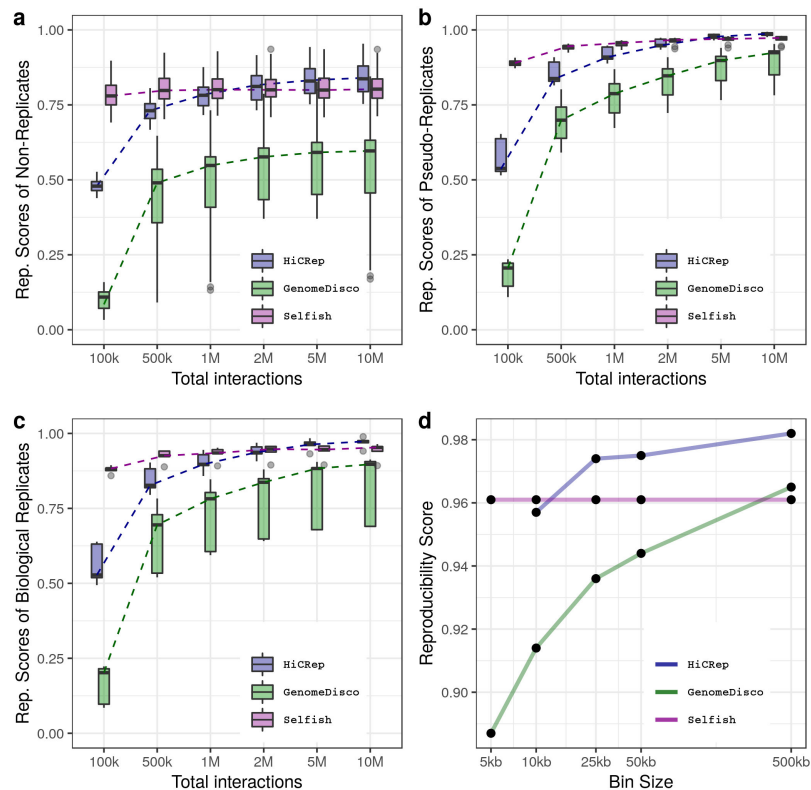 a
Rep. Scores of Non-Replicates
1.00
0.75
0.50
0.25
0.00
HiCRep
GenomeDisco
Selfish
100k 500k 1M 2M 5M 10M
Total interactions
b
Rep. Scores of Pseudo-Replicates
1.00
0.75
0.50
0.25
0.00
HiCRep
GenomeDisco
Selfish
100k 500k 1M 2M 5M 10M
Total interactions
c
Rep. Scores of Biological Replicates
1.00
0.75
0.50
0.25
0.00
HiCRep
GenomeDisco
Selfish
100k 500k 1M 2M 5M 10M
Total interactions
d
Reproducibility Score
0.98
0.96
0.94
0.92
0.90
HiCRep
GenomeDisco
Selfish
5kb 10kb 25kb 50kb 500kb
Bin Size